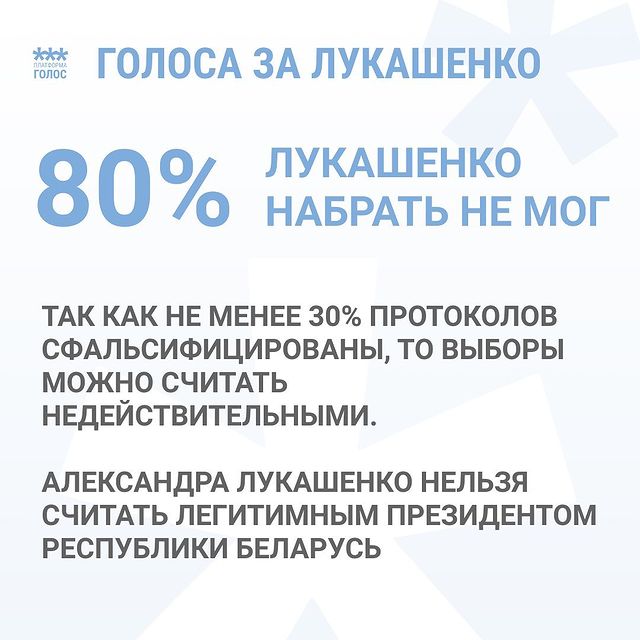 ПЛАТФОРМА
ГОЛОС
ГОЛОСА ЗА ЛУКАШЕНКО
80%
ЛУКАШЕНКО
НАБРАТЬ НЕ МОГ
ТАК КАК НЕ МЕНЕЕ 30% ПРОТОКОЛОВ
СФАЛЬСИФИЦИРОВАНЫ, ТО ВЫБОРЫ
МОЖНО СЧИТАТЬ
НЕДЕЙСТВИТЕЛЬНЫМИ.
АЛЕКСАНДРА ЛУКАШЕНКО НЕЛЬЗЯ
СЧИТАТЬ ЛЕГИТИМНЫМ ПРЕЗИДЕНТОМ
РЕСПУБЛИКИ БЕЛАРУСЬ